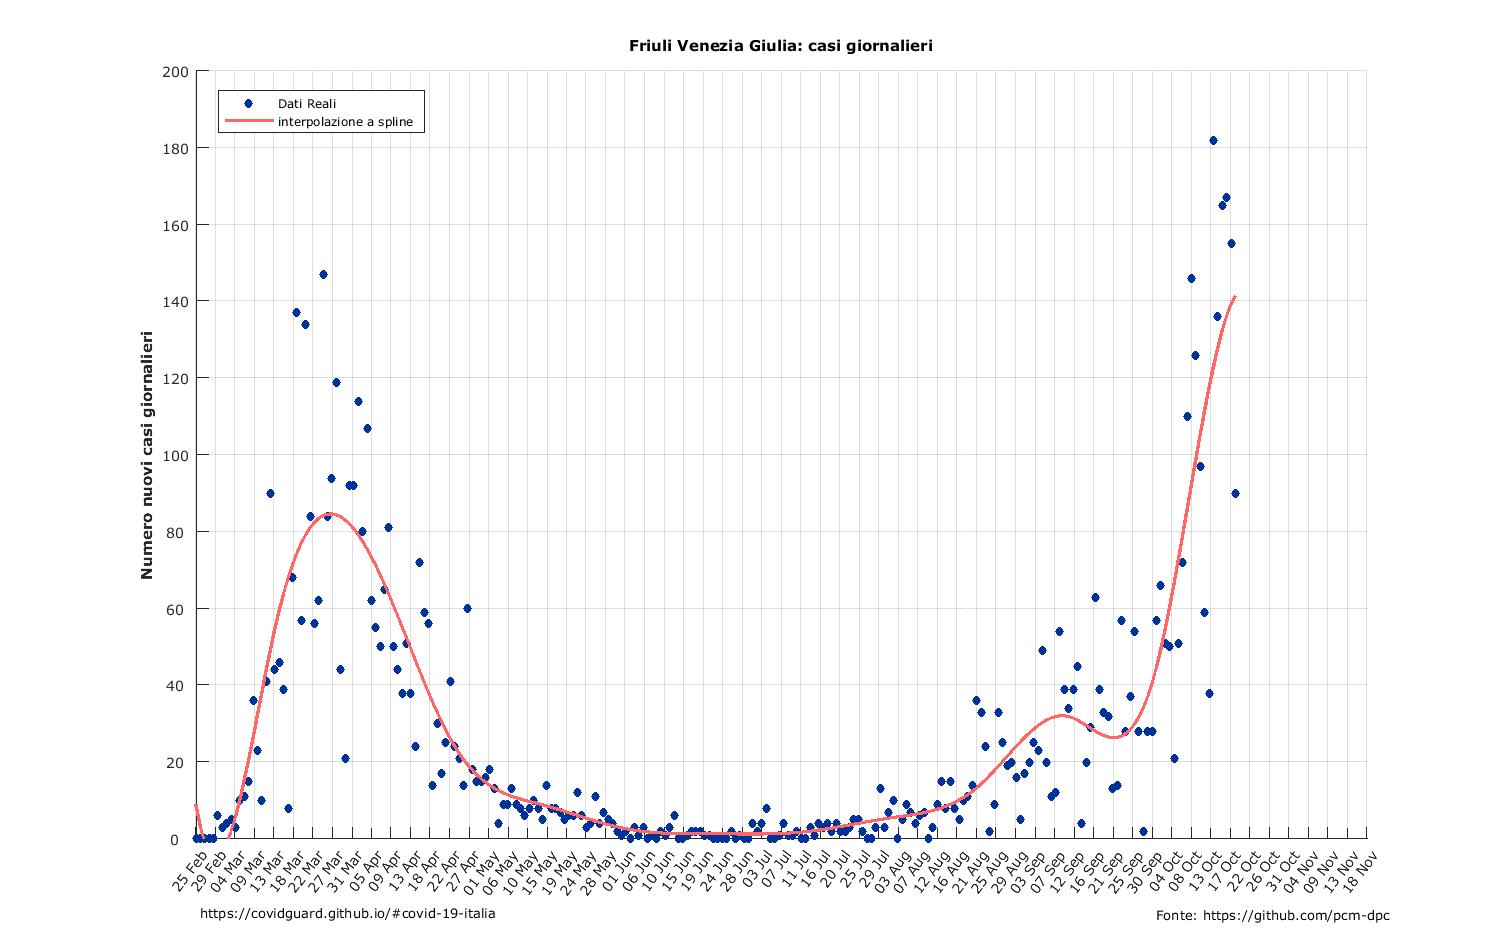 Friuli Venezia Giulia: casi giornalieri
200
180
160
140
120
100
80
60
40
20
0
Numero nuovi casi giornalieri
Dati Reali
interpolazione a spline
25 Feb
29 Feb
04 Mar
09 Mar
13 Mar
18 Mar
22 Mar
27 Mar
31 Mar
05 Apr
09 Apr
13 Apr
18 Apr
22 Apr
27 Apr
01 May
06 May
10 May
15 May
19 May
24 May
28 May
01 Jun
06 Jun
10 Jun
15 Jun
19 Jun
24 Jun
28 Jun
03 Jul
07 Jul
11 Jul
16 Jul
20 Jul
25 Jul
29 Jul
03 Aug
07 Aug
12 Aug
16 Aug
21 Aug
25 Aug
29 Aug
03 Sep
07 Sep
12 Sep
16 Sep
21 Sep
25 Sep
30 Sep
04 Oct
08 Oct
13 Oct
17 Oct
22 Oct
26 Oct
31 Oct
04 Nov
09 Nov
13 Nov
18 Nov
https://covidguard.github.io/#covid-19-italia
Fonte: https://github.com/pcm-dpc